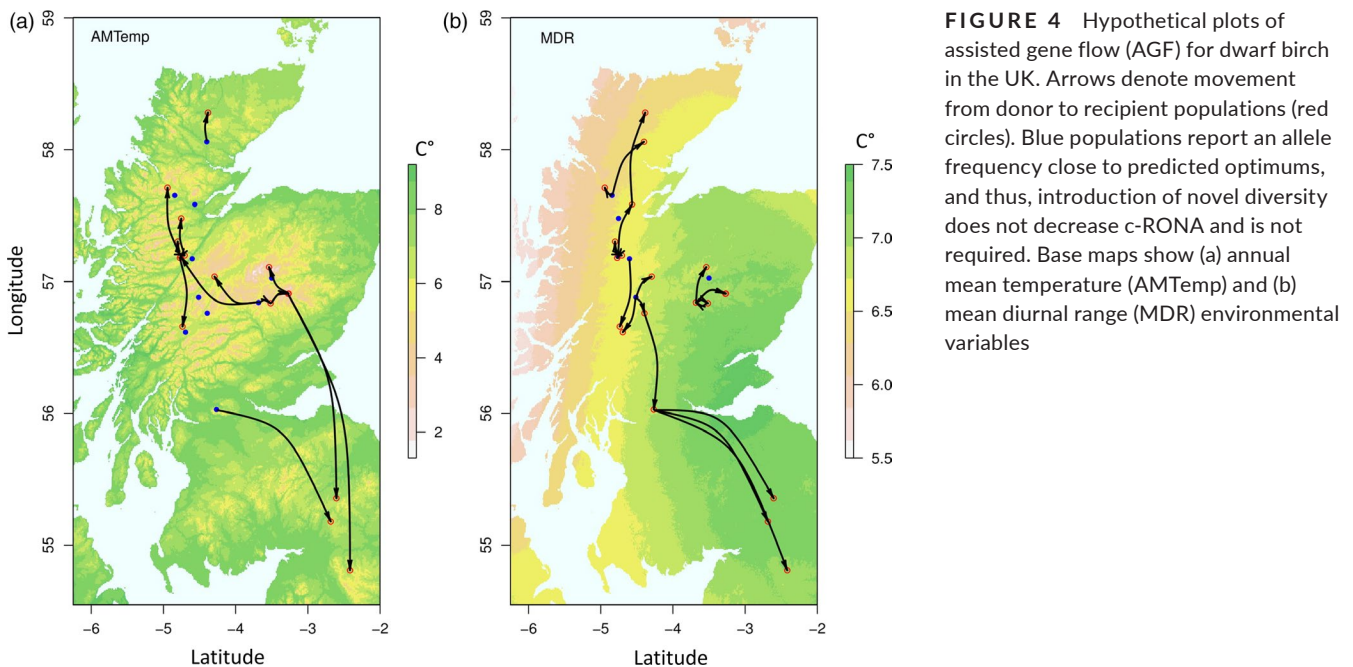 (a)
AMTemp
59
58
57
56
55
Longitude
−6
−5
−4
−3
−2
Latitude
C°
8
6
4
2
(b)
MDR
−6
−5
−4
−3
−2
Latitude
C°
7.5
7.0
6.5
6.0
5.5
FIGURE 4 Hypothetical plots of
assisted gene flow (AGF) for dwarf birch
in the UK. Arrows denote movement
from donor to recipient populations (red
circles). Blue populations report an allele
frequency close to predicted optimums,
and thus, introduction of novel diversity
does not decrease c-RONA and is not
required. Base maps show (a) annual
mean temperature (AMTemp) and (b)
mean diurnal range (MDR) environmental
variables